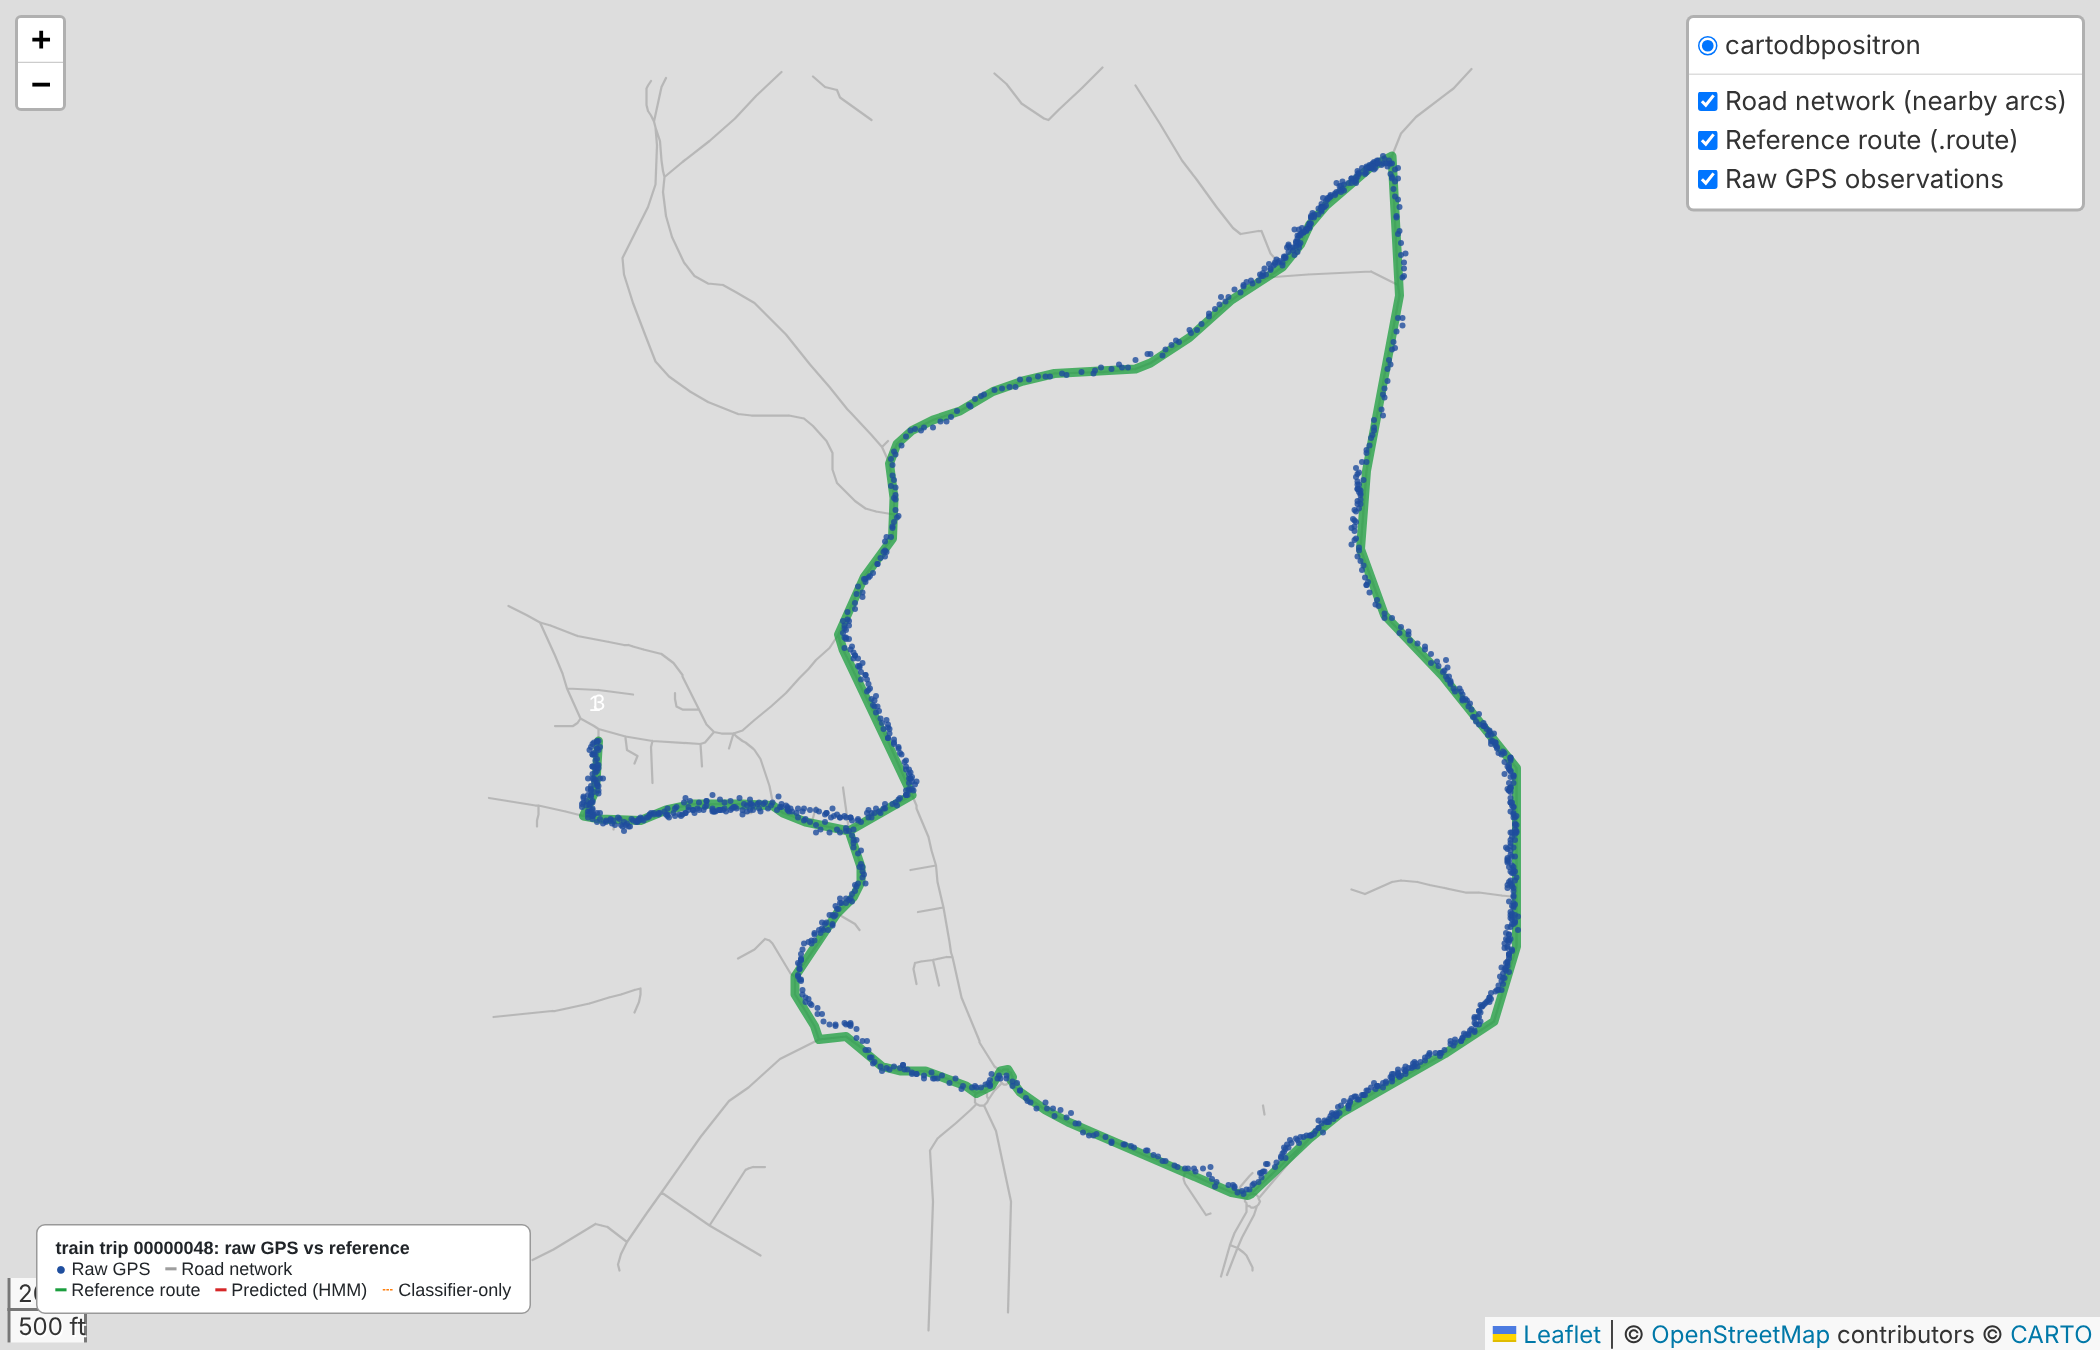 +
−
cartodbpositron
Road network (nearby arcs)
Reference route (.route)
Raw GPS observations
train trip 00000048: raw GPS vs reference
Raw GPS Road network
Reference route Predicted (HMM) Classifier-only
500 ft
Leaflet | © OpenStreetMap contributors © CARTO